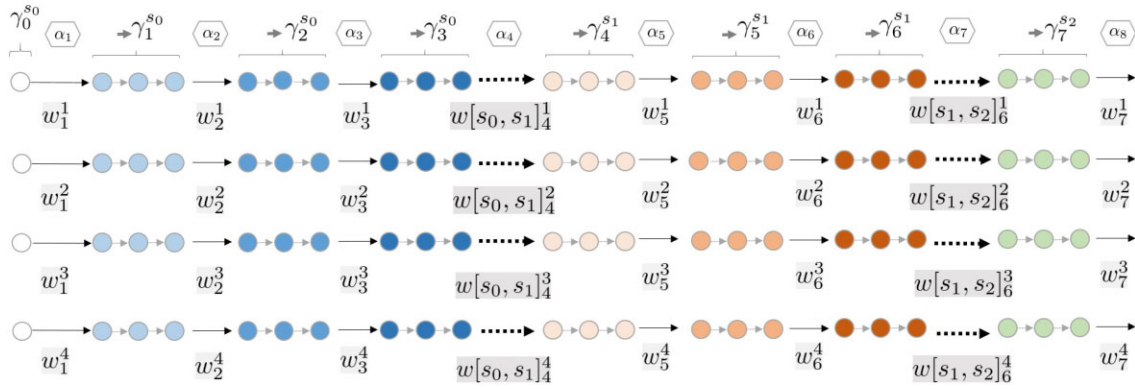 γ_0^{s_0} α_1 →γ_1^{s_0} α_2 →γ_2^{s_0} α_3 →γ_3^{s_0} α_4 →γ_4^{s_1} α_5 →γ_5^{s_1} α_6 →γ_6^{s_1} α_7 →γ_7^{s_2} α_8
w_1^1 w_2^1 w_3^1 w[s_0, s_1]_4^1 w_5^1 w_6^1 w[s_1, s_2]_6^1 w_7^1
w_1^2 w_2^2 w_3^2 w[s_0, s_1]_4^2 w_5^2 w_6^2 w[s_1, s_2]_6^2 w_7^2
w_1^3 w_2^3 w_3^3 w[s_0, s_1]_4^3 w_5^3 w_6^3 w[s_1, s_2]_6^3 w_7^3
w_1^4 w_2^4 w_3^4 w[s_0, s_1]_4^4 w_5^4 w_6^4 w[s_1, s_2]_6^4 w_7^4